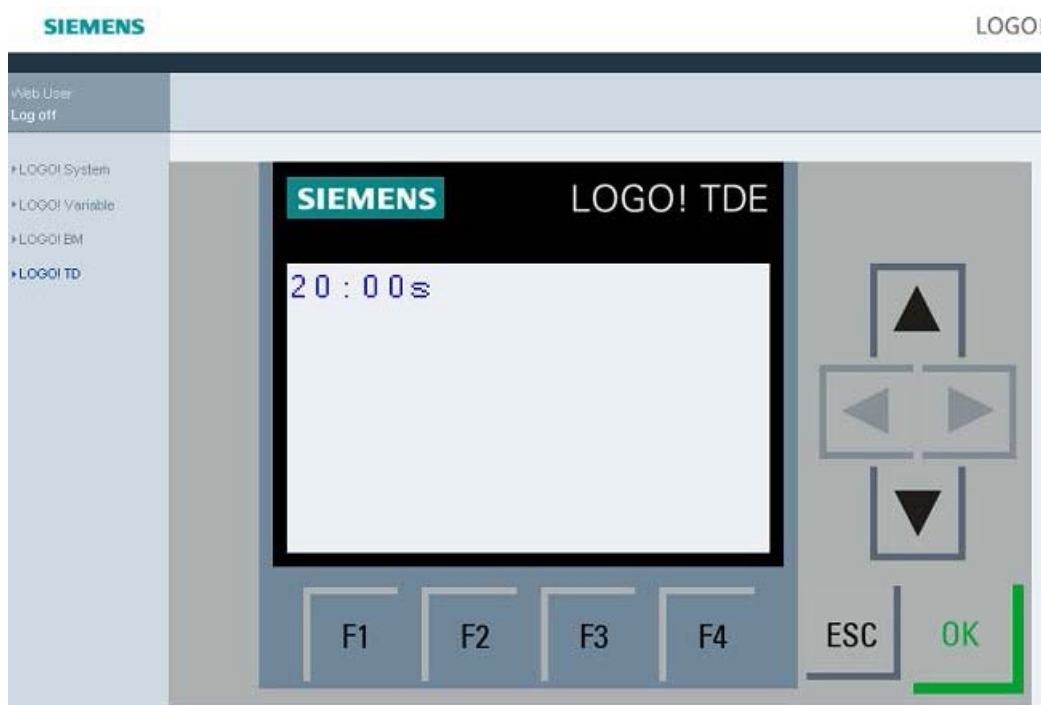 SIEMENS
LOGO!
Web User
Log off
LOGO! System
LOGO! Variable
LOGO! BM
LOGO! TD
SIEMENS
LOGO! TDE
20:00s
F1
F2
F3
F4
ESC
OK